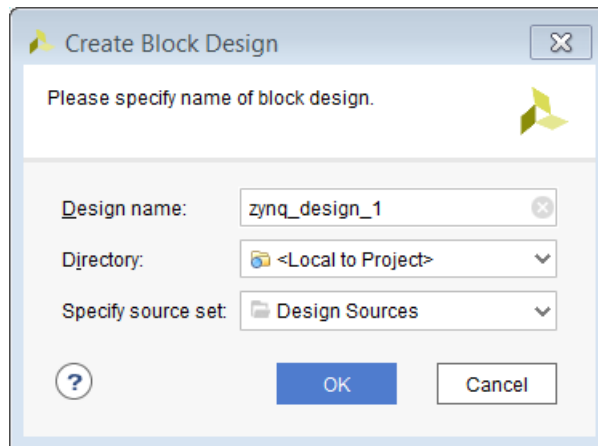 Create Block Design
Please specify name of block design.
Design name: zynq_design_1
Directory: <Local to Project>
Specify source set: Design Sources
? OK Cancel